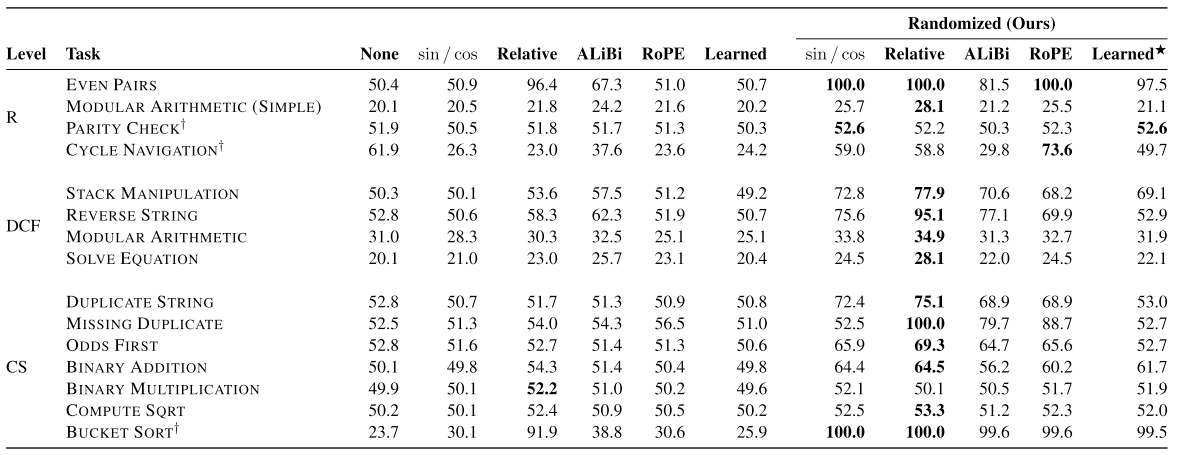 Randomized (Ours)
Level Task None sin / cos Relative ALiBi RoPE Learned sin / cos Relative ALiBi RoPE Learned★
R
EVEN PAIRS 50.4 50.9 96.4 67.3 51.0 50.7 100.0 100.0 81.5 100.0 97.5
MODULAR ARITHMETIC (SIMPLE) 20.1 20.5 21.8 24.2 21.6 20.2 25.7 28.1 21.2 25.5 21.1
PARITY CHECK† 51.9 50.5 51.8 51.7 51.3 50.3 52.6 52.2 50.3 52.3 52.6
CYCLE NAVIGATION† 61.9 26.3 23.0 37.6 23.6 24.2 59.0 58.8 29.8 73.6 49.7
DCF
STACK MANIPULATION 50.3 50.1 53.6 57.5 51.2 49.2 72.8 77.9 70.6 68.2 69.1
REVERSE STRING 52.8 50.6 58.3 62.3 51.9 50.7 75.6 95.1 77.1 69.9 52.9
MODULAR ARITHMETIC 31.0 28.3 30.3 32.5 25.1 25.1 33.8 34.9 31.3 32.7 31.9
SOLVE EQUATION 20.1 21.0 23.0 25.7 23.1 20.4 24.5 28.1 22.0 24.5 22.1
CS
DUPLICATE STRING 52.8 50.7 51.7 51.3 50.9 50.8 72.4 75.1 68.9 68.9 53.0
MISSING DUPLICATE 52.5 51.3 54.0 54.3 56.5 51.0 52.5 100.0 79.7 88.7 52.7
ODDS FIRST 52.8 51.6 52.7 51.4 51.3 50.6 65.9 69.3 64.7 65.6 52.7
BINARY ADDITION 50.1 49.8 54.3 51.4 50.4 49.8 64.4 64.5 56.2 60.2 61.7
BINARY MULTIPLICATION 49.9 50.1 52.2 51.0 50.2 49.6 52.1 50.1 50.5 51.7 51.9
COMPUTE SQRT 50.2 50.1 52.4 50.9 50.5 50.2 52.5 53.3 51.2 52.3 52.0
BUCKET SORT† 23.7 30.1 91.9 38.8 30.6 25.9 100.0 100.0 99.6 99.6 99.5